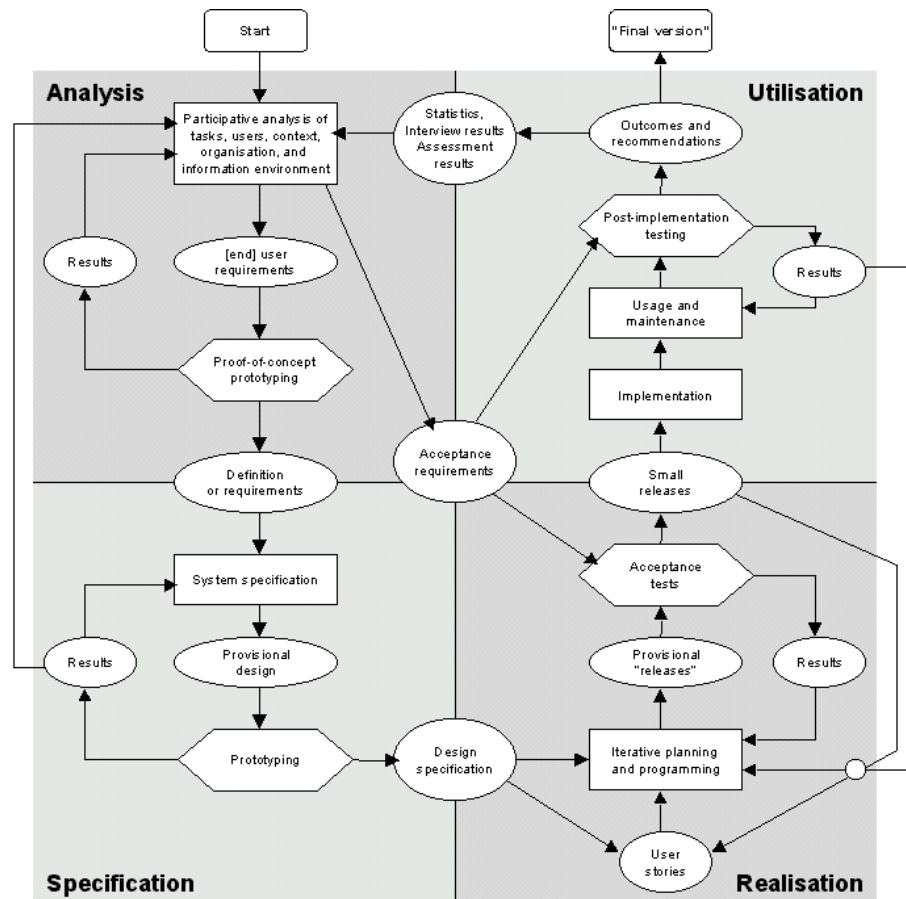 Start
"Final version"
Analysis
Utilisation
Participative analysis of
tasks, users, context,
organisation, and
information environment
Statistics,
Interview results
Assessment
results
Outcomes and
recommendations
Post-implementation
testing
Results
[end] user
requirements
Results
Usage and
maintenance
Proof-of-concept
prototyping
Implementation
Definition
or requirements
Acceptance
requirements
Small
releases
System specification
Acceptance
tests
Results
Provisional
design
Provisional
"releases"
Results
Prototyping
Design
specification
Iterative planning
and programming
User
stories
Specification
Realisation